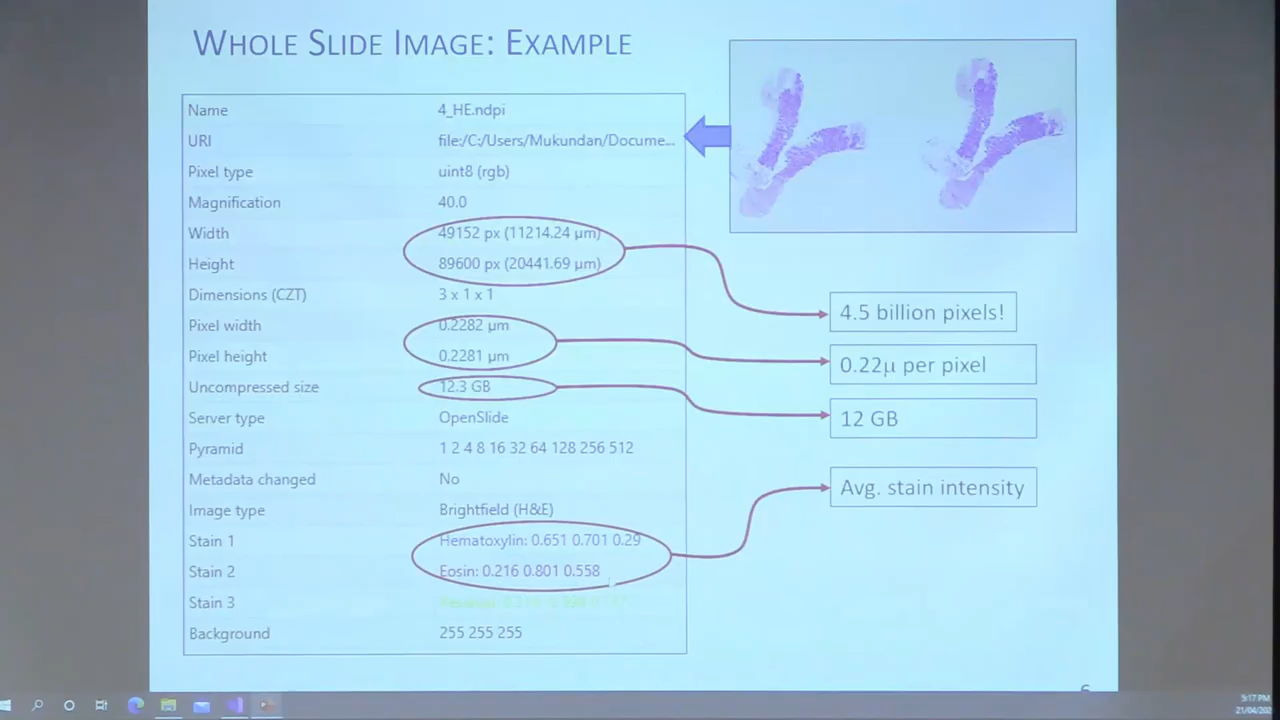 WHOLE SLIDE IMAGE: EXAMPLE
Name 4_HE.ndpi
URI file:/C:/Users/Mukundan/Docume...
Pixel type uint8 (rgb)
Magnification 40.0
Width 49152 px (11214.24 µm)
Height 89600 px (20441.69 µm)
Dimensions (CZT) 3 x 1 x 1
Pixel width 0.2282 µm
Pixel height 0.2281 µm
Uncompressed size 12.3 GB
Server type OpenSlide
Pyramid 1 2 4 8 16 32 64 128 256 512
Metadata changed No
Image type Brightfield (H&E)
Stain 1 Hematoxylin: 0.651 0.701 0.29
Stain 2 Eosin: 0.216 0.801 0.558
Stain 3
Background 255 255 255
4.5 billion pixels!
0.22µ per pixel
12 GB
Avg. stain intensity
6
5:17 PM